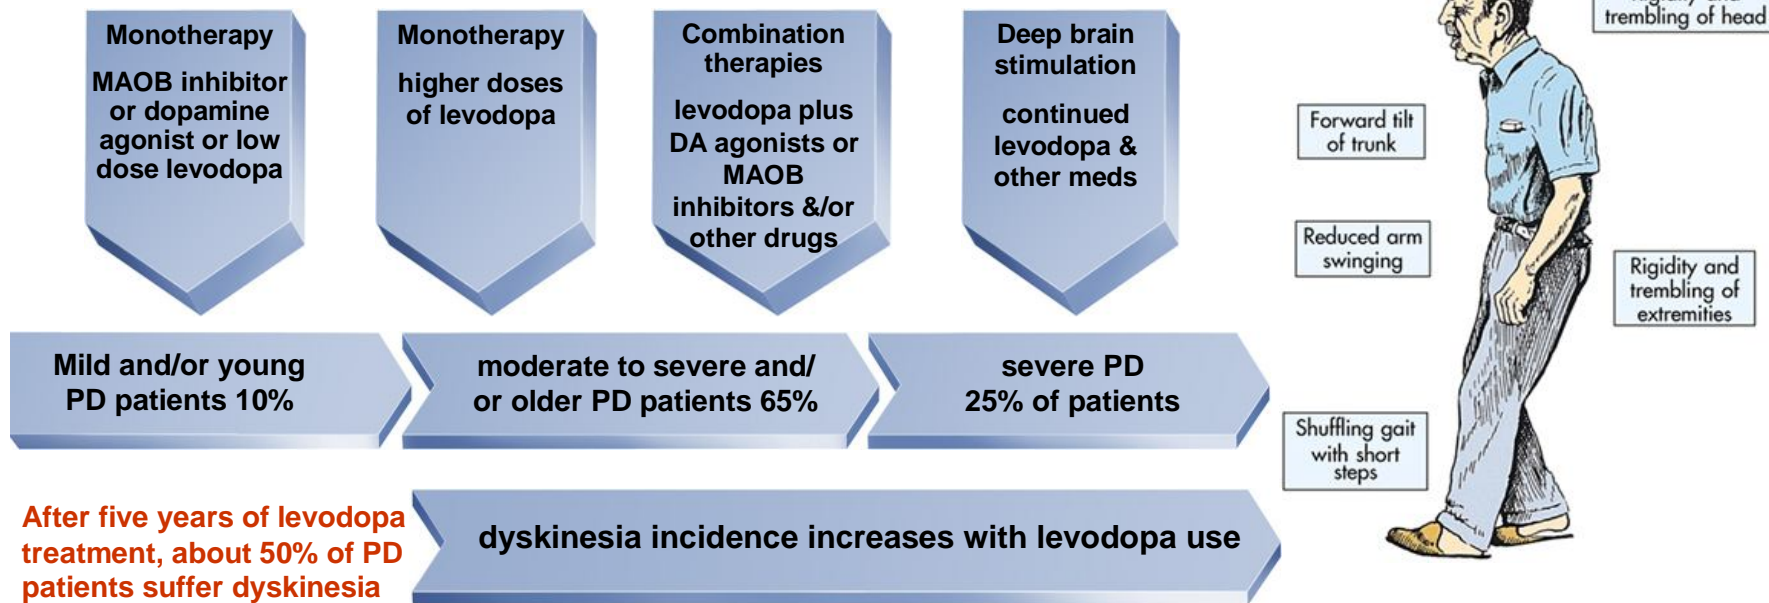 Monotherapy
MAOB inhibitor
or dopamine
agonist or low
dose levodopa
Monotherapy
higher doses
of levodopa
Combination
therapies
levodopa plus
DA agonists or
MAOB
inhibitors &/or
other drugs
Deep brain
stimulation
continued
levodopa &
other meds
Mild and/or young
PD patients 10%
moderate to severe and/
or older PD patients 65%
severe PD
25% of patients
After five years of levodopa
treatment, about 50% of PD
patients suffer dyskinesia
dyskinesia incidence increases with levodopa use
Rigidity and
trembling of head
Forward tilt
of trunk
Reduced arm
swinging
Rigidity and
trembling of
extremities
Shuffling gait
with short
steps